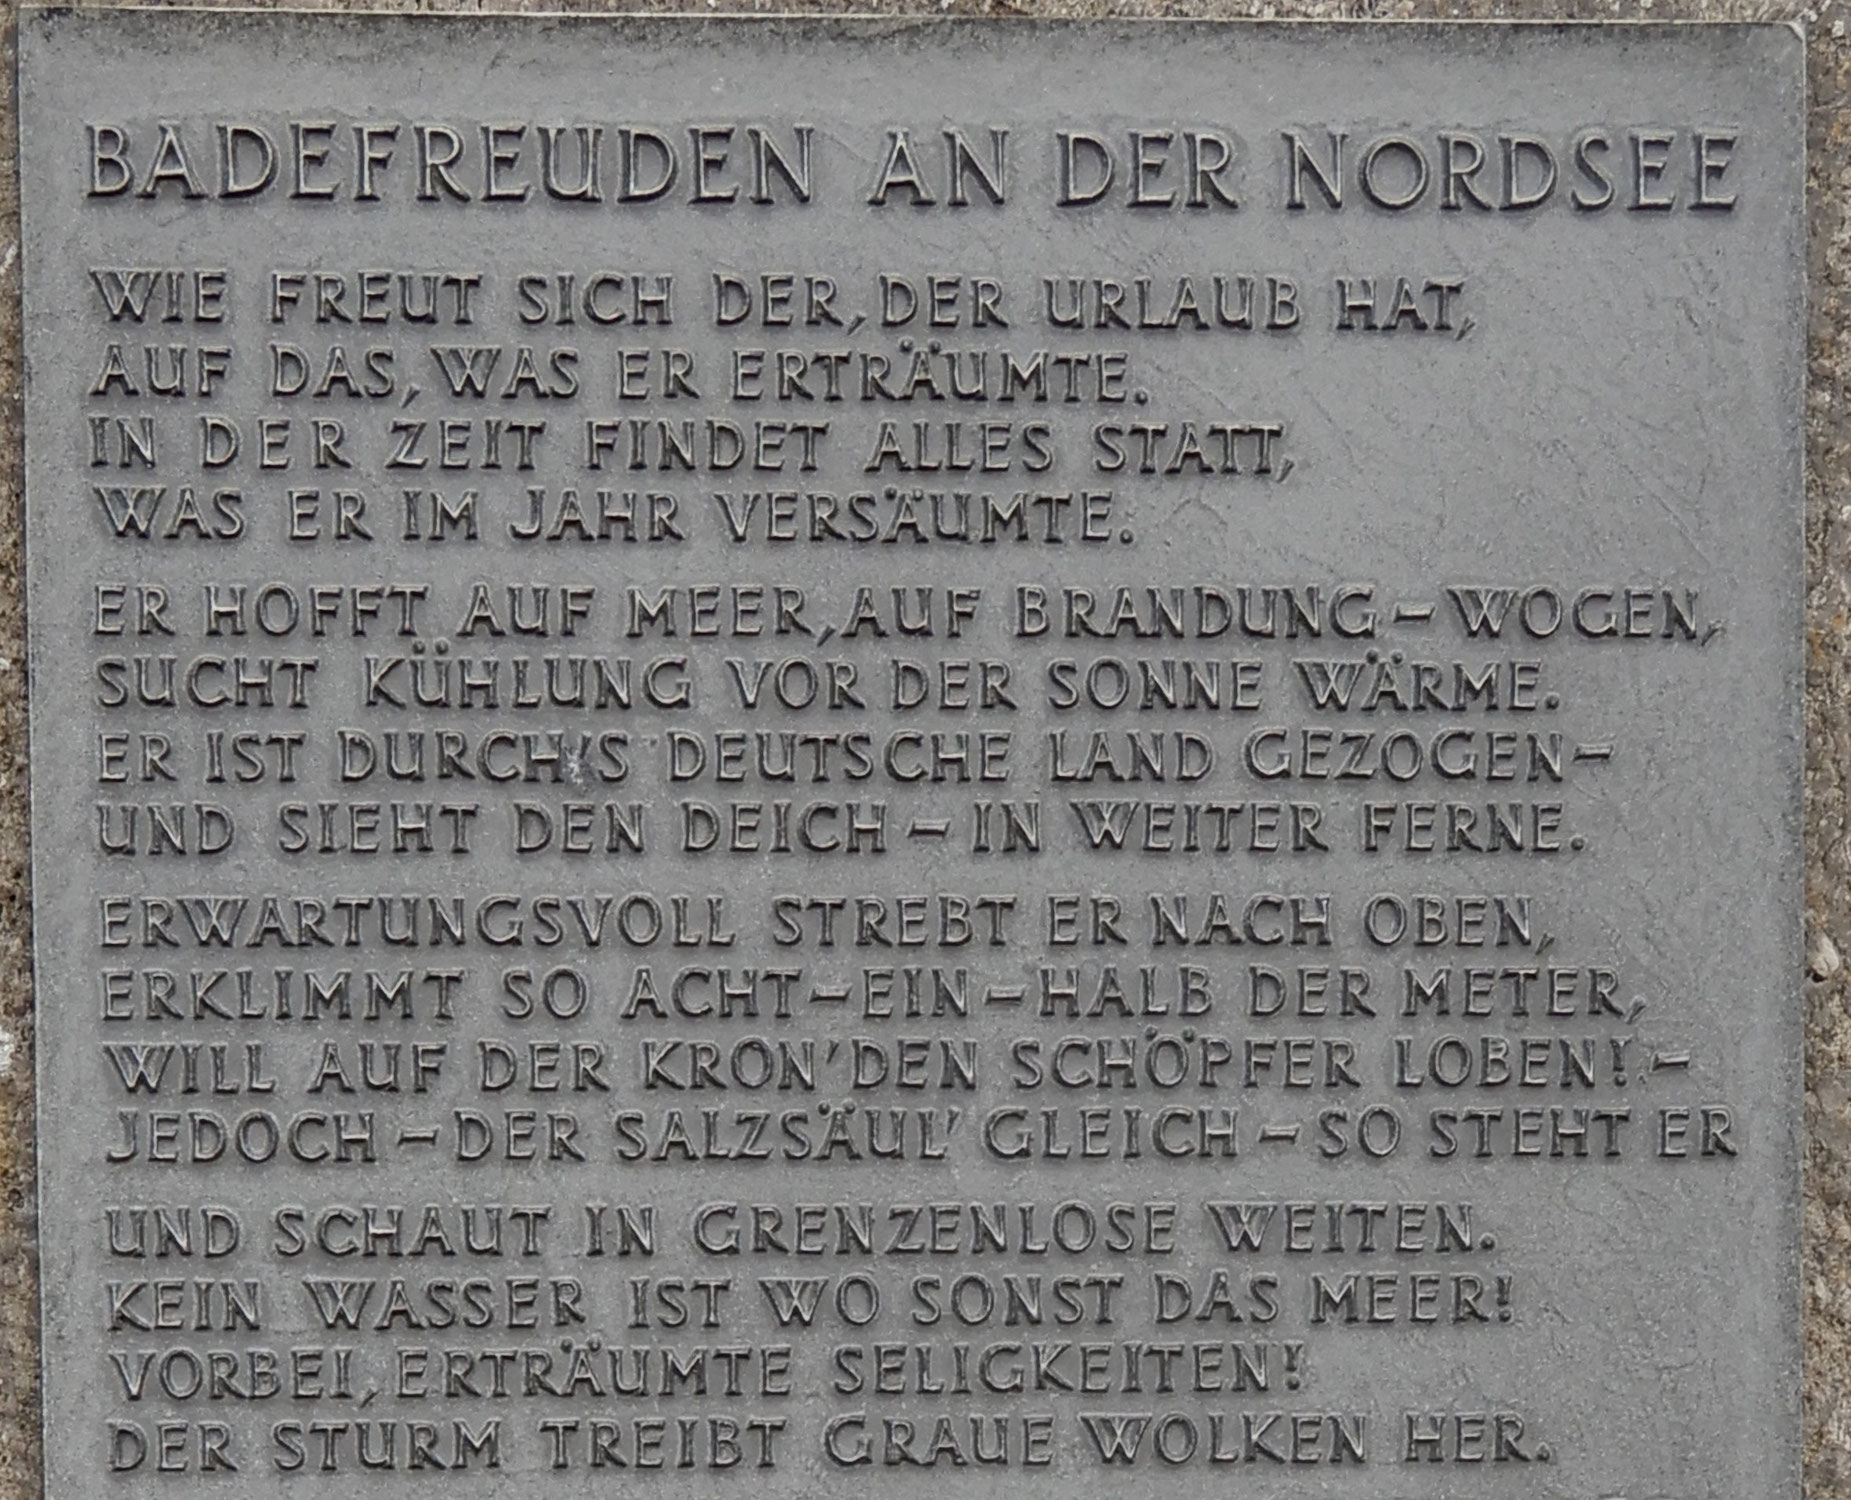 BADEFREUDEN AN DER NORDSEE
WIE FREUT SICH DER, DER URLAUB HAT,
AUF DAS, WAS ER ERTRÄUMTE.
IN DER ZEIT FINDET ALLES STATT,
WAS ER IM JAHR VERSÄUMTE.
ER HOFFT AUF MEER, AUF BRANDUNG-WOGEN,
SUCHT KÜHLUNG VOR DER SONNE WÄRME.
ER IST DURCH'S DEUTSCHE LAND GEZOGEN-
UND SIEHT DEN DEICH - IN WEITER FERNE.
ERWARTUNGSVOLL STREBT ER NACH OBEN,
ERKLIMMT SO ACHT-EIN-HALB DER METER,
WILL AUF DER KRON' DEN SCHÖPFER LOBEN! -
JEDOCH - DER SALZSÄUL' GLEICH - SO STEHT ER
UND SCHAUT IN GRENZENLOSE WEITEN.
KEIN WASSER IST WO SONST DAS MEER!
VORBEI, ERTRÄUMTE SELIGKEITEN!
DER STURM TREIBT GRAUE WOLKEN HER.